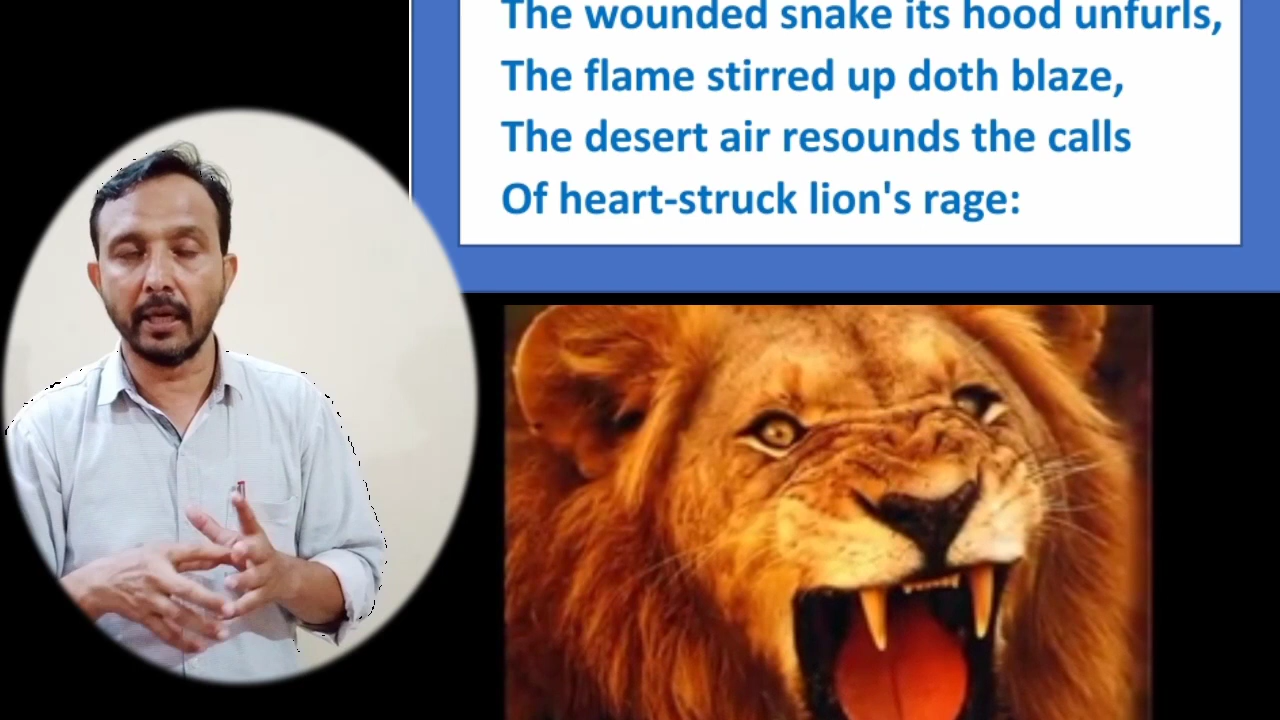 The wounded snake its hood unfurls,
The flame stirred up doth blaze,
The desert air resounds the calls
Of heart-struck lion's rage: